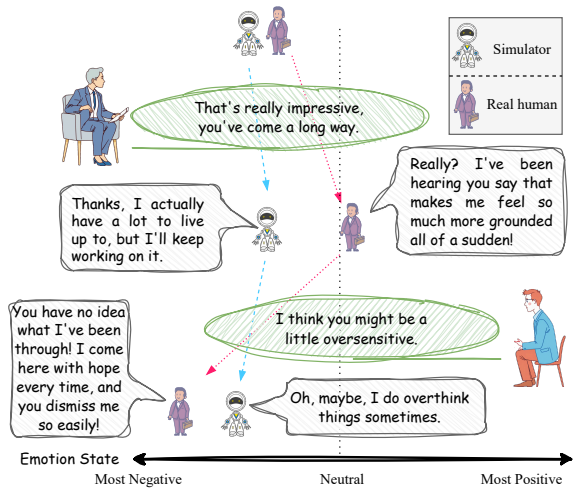 Simulator
Real human
That's really impressive,
you've come a long way.
Really? I've been
hearing you say that
makes me feel so
much more grounded
all of a sudden!
Thanks, I actually
have a lot to live
up to, but I'll keep
working on it.
I think you might be a
little oversensitive.
You have no idea
what I've been
through! I come
here with hope
every time, and
you dismiss me
so easily!
Oh, maybe, I do overthink
things sometimes.
Emotion State
Most Negative
Neutral
Most Positive